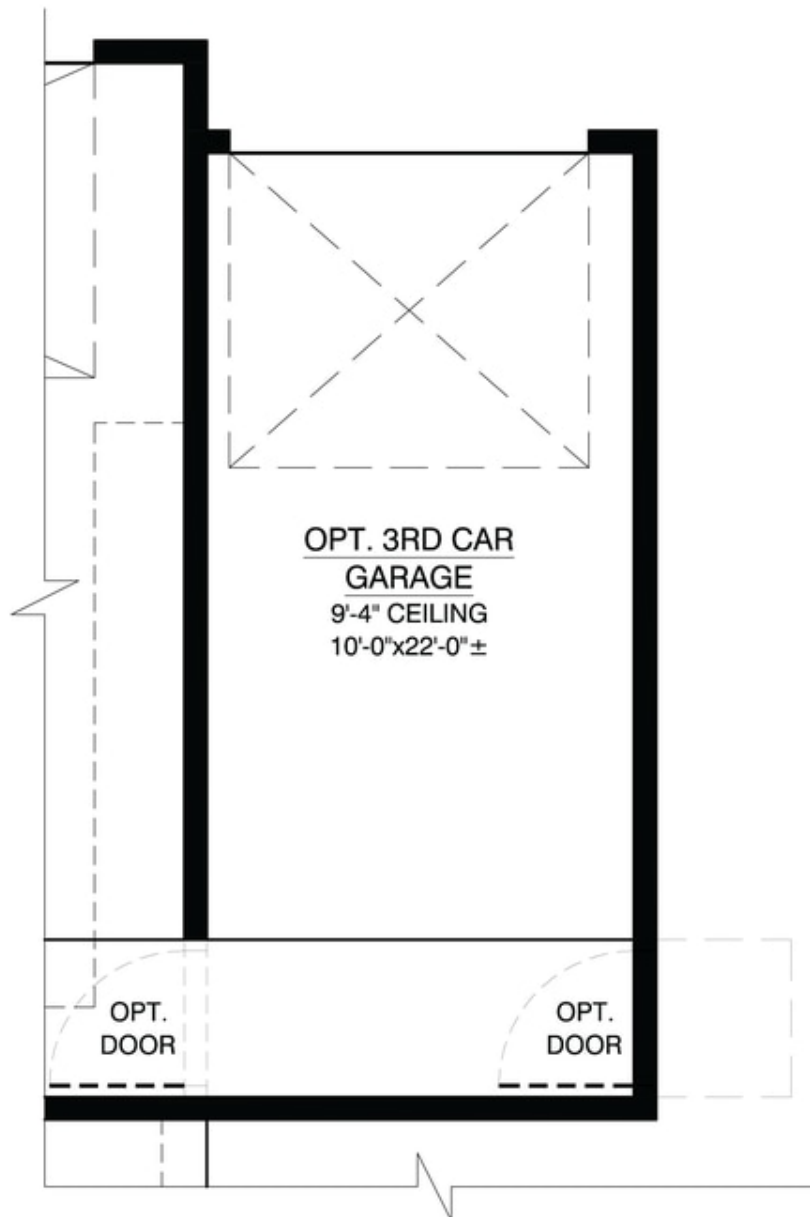 OPT. 3RD CAR
GARAGE
9'-4" CEILING
10'-0"x22'-0"±
OPT.
DOOR
OPT.
DOOR